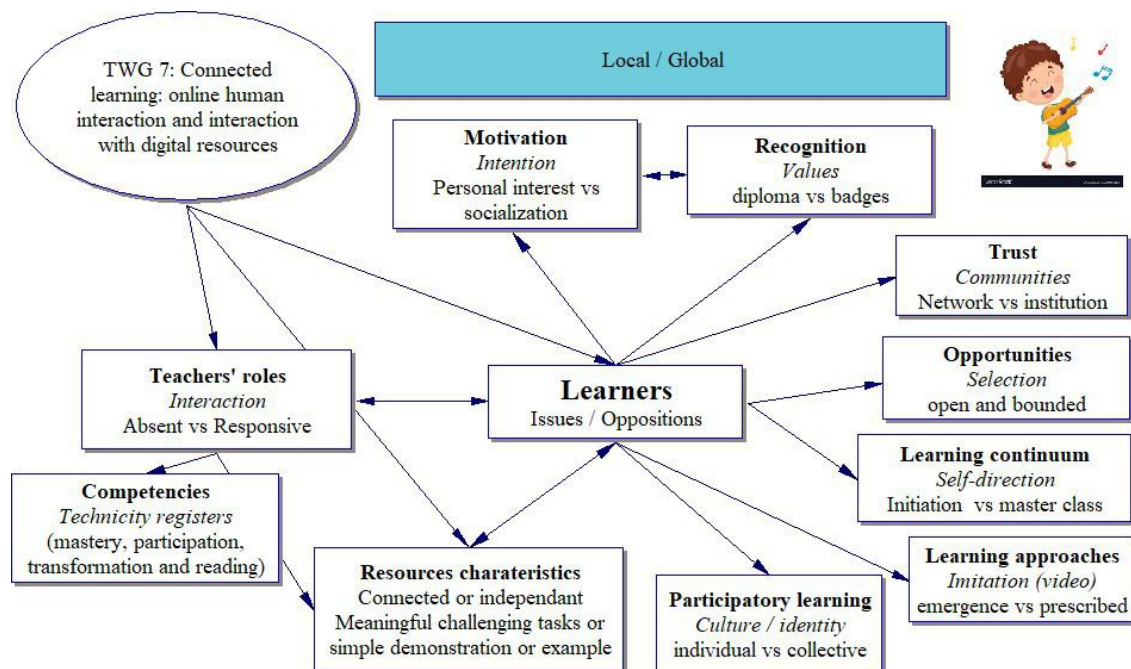 TWG 7: Connected
learning: online human
interaction and interaction
with digital resources
Local / Global
Motivation
Intention
Personal interest vs
socialization
Recognition
Values
diploma vs badges
Trust
Communities
Network vs institution
Teachers' roles
Interaction
Absent vs Responsive
Learners
Issues / Oppositions
Opportunities
Selection
open and bounded
Learning continuum
Self-direction
Initiation vs master class
Competencies
Technicity registers
(mastery, participation,
transformation and reading)
Resources charateristics
Connected or independant
Meaningful challenging tasks or
simple demonstration or example
Participatory learning
Culture / identity
individual vs collective
Learning approaches
Imitation (video)
emergence vs prescribed